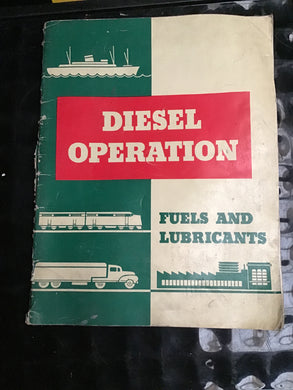 DIESEL
OPERATION
FUELS AND
LUBRICANTS